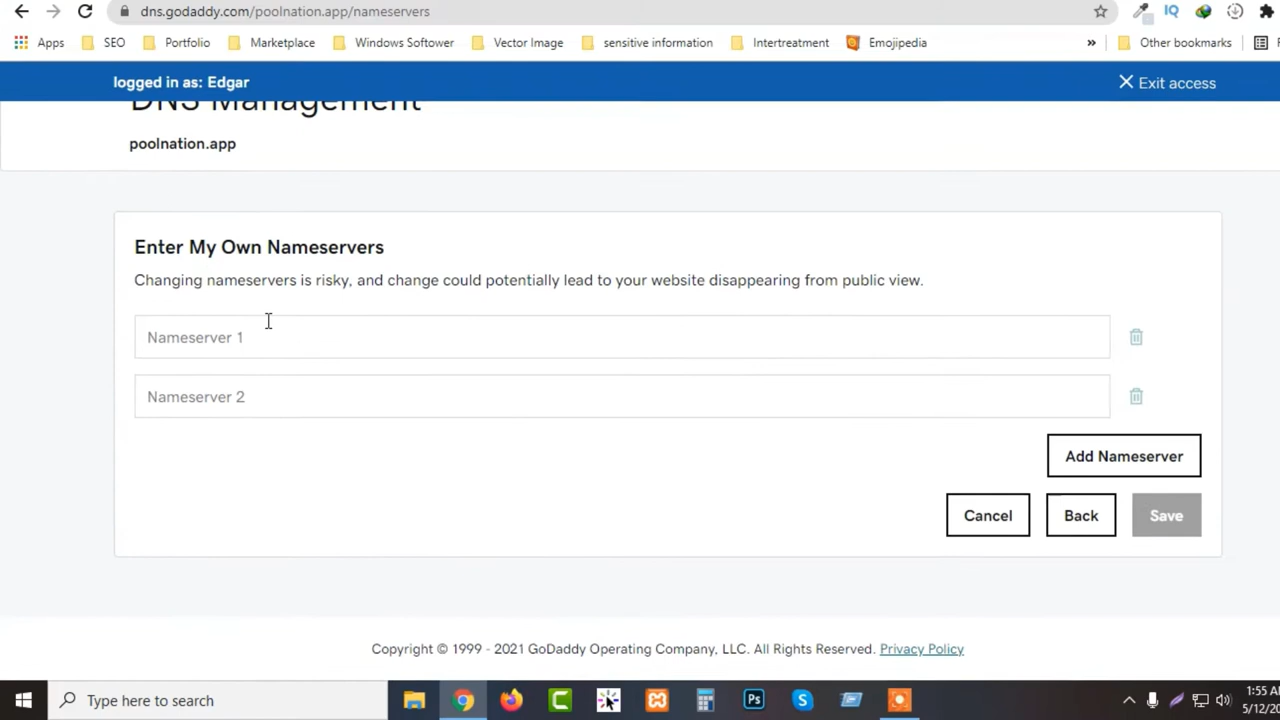 dns.godaddy.com/poolnation.app/nameservers
IQ
Apps SEO Portfolio Marketplace Windows Softower Vector Image sensitive information Intertreatment Emojipedia » Other bookmarks
logged in as: Edgar Exit access
DNS Management
poolnation.app
Enter My Own Nameservers
Changing nameservers is risky, and change could potentially lead to your website disappearing from public view.
Nameserver 1
Nameserver 2
Add Nameserver
Cancel Back Save
Copyright © 1999 - 2021 GoDaddy Operating Company, LLC. All Rights Reserved. Privacy Policy
Type here to search
Ps
1:55 A
5/12/20